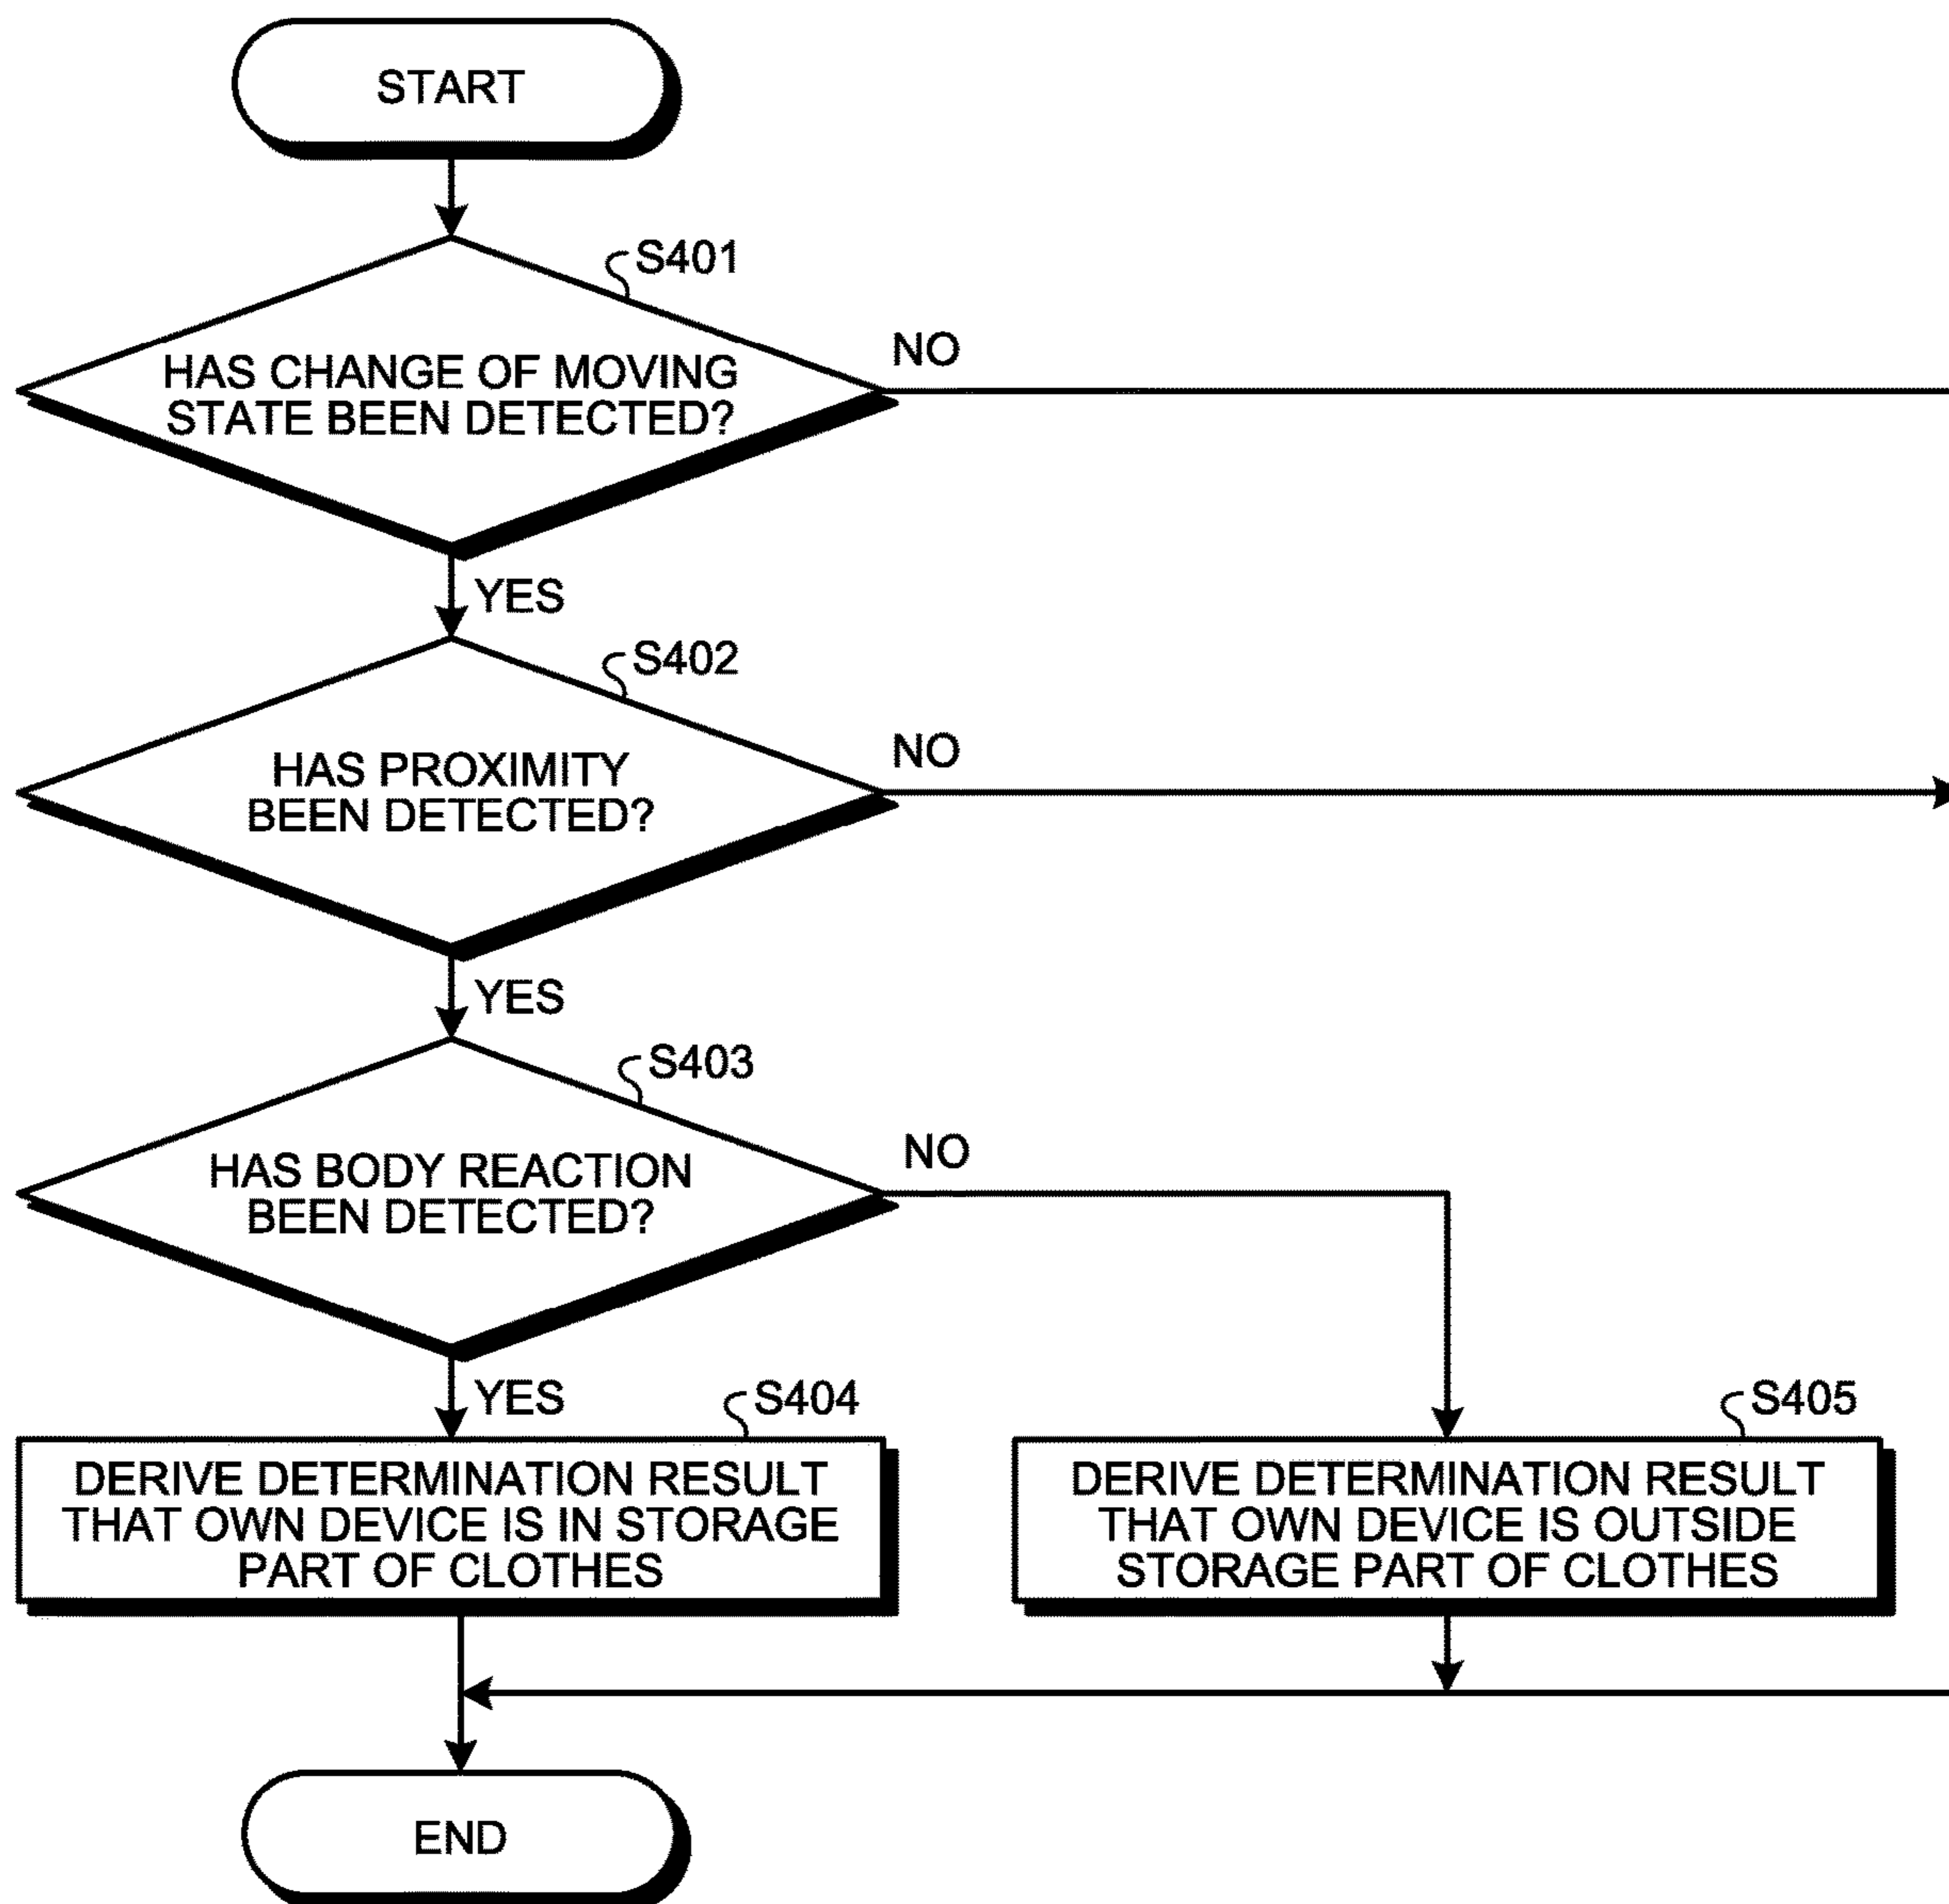 START
S401
HAS CHANGE OF MOVING
STATE BEEN DETECTED?
NO
YES
S402
HAS PROXIMITY
BEEN DETECTED?
NO
YES
S403
HAS BODY REACTION
BEEN DETECTED?
NO
YES
S404
DERIVE DETERMINATION RESULT
THAT OWN DEVICE IS IN STORAGE
PART OF CLOTHES
S405
DERIVE DETERMINATION RESULT
THAT OWN DEVICE IS OUTSIDE
STORAGE PART OF CLOTHES
END